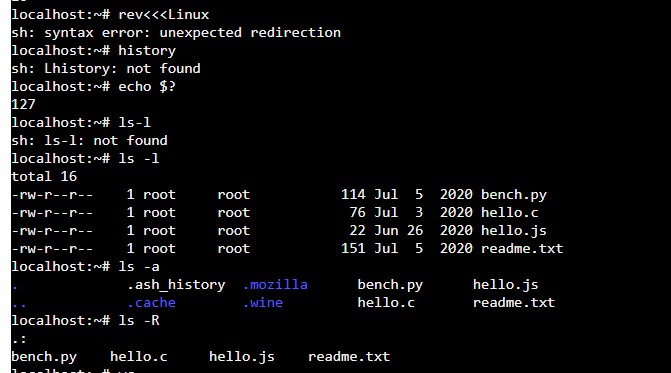 localhost:~# rev<<<Linux
sh: syntax error: unexpected redirection
localhost:~# history
sh: Lhistory: not found
localhost:~# echo $?
127
localhost:~# ls-l
sh: ls-l: not found
localhost:~# ls -l
total 16
-rw-r--r-- 1 root root 114 Jul 5 2020 bench.py
-rw-r--r-- 1 root root 76 Jul 3 2020 hello.c
-rw-r--r-- 1 root root 22 Jun 26 2020 hello.js
-rw-r--r-- 1 root root 151 Jul 5 2020 readme.txt
localhost:~# ls -a
. .ash_history .mozilla bench.py hello.js
.. .cache .wine hello.c readme.txt
localhost:~# ls -R
.:
bench.py hello.c hello.js readme.txt
localhost:~#